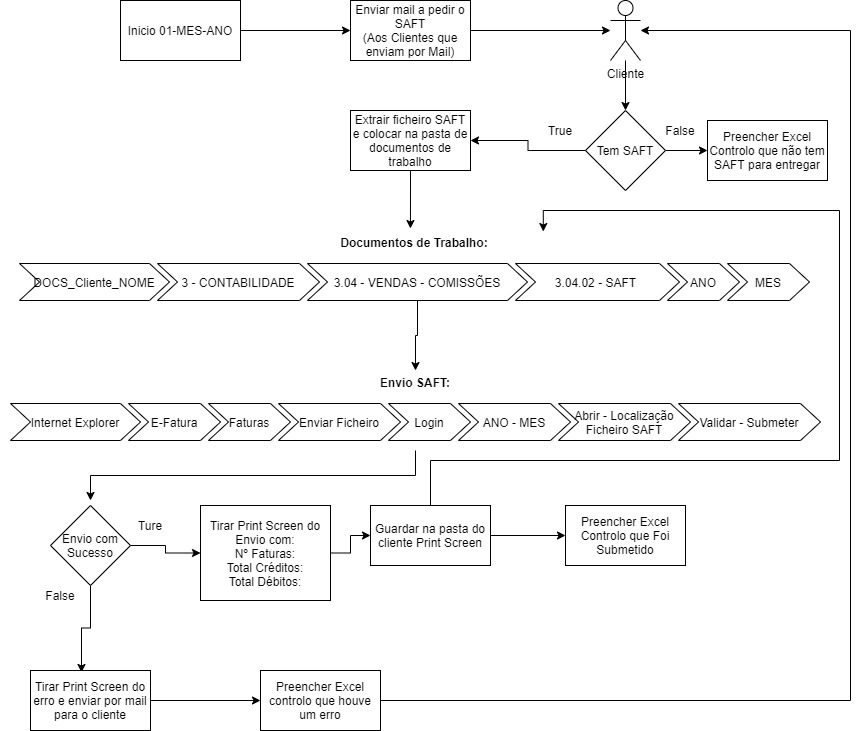 Inicio 01-MES-ANO
Enviar mail a pedir o
SAFT
(Aos Clientes que
enviam por Mail)
Cliente
Extrair ficheiro SAFT
e colocar na pasta de
documentos de
trabalho
True
Tem SAFT
False
Preencher Excel
Controlo que não tem
SAFT para entregar
Documentos de Trabalho:
DOCS_Cliente_NOME
3 - CONTABILIDADE
3.04 - VENDAS - COMISSÕES
3.04.02 - SAFT
ANO
MES
Envio SAFT:
Internet Explorer
E-Fatura
Faturas
Enviar Ficheiro
Login
ANO - MES
Abrir - Localização
Ficheiro SAFT
Validar - Submeter
Envio com
Sucesso
Ture
Tirar Print Screen do
Envio com:
Nº Faturas:
Total Créditos:
Total Débitos:
Guardar na pasta do
cliente Print Screen
Preencher Excel
Controlo que Foi
Submetido
False
Tirar Print Screen do
erro e enviar por mail
para o cliente
Preencher Excel
controlo que houve
um erro